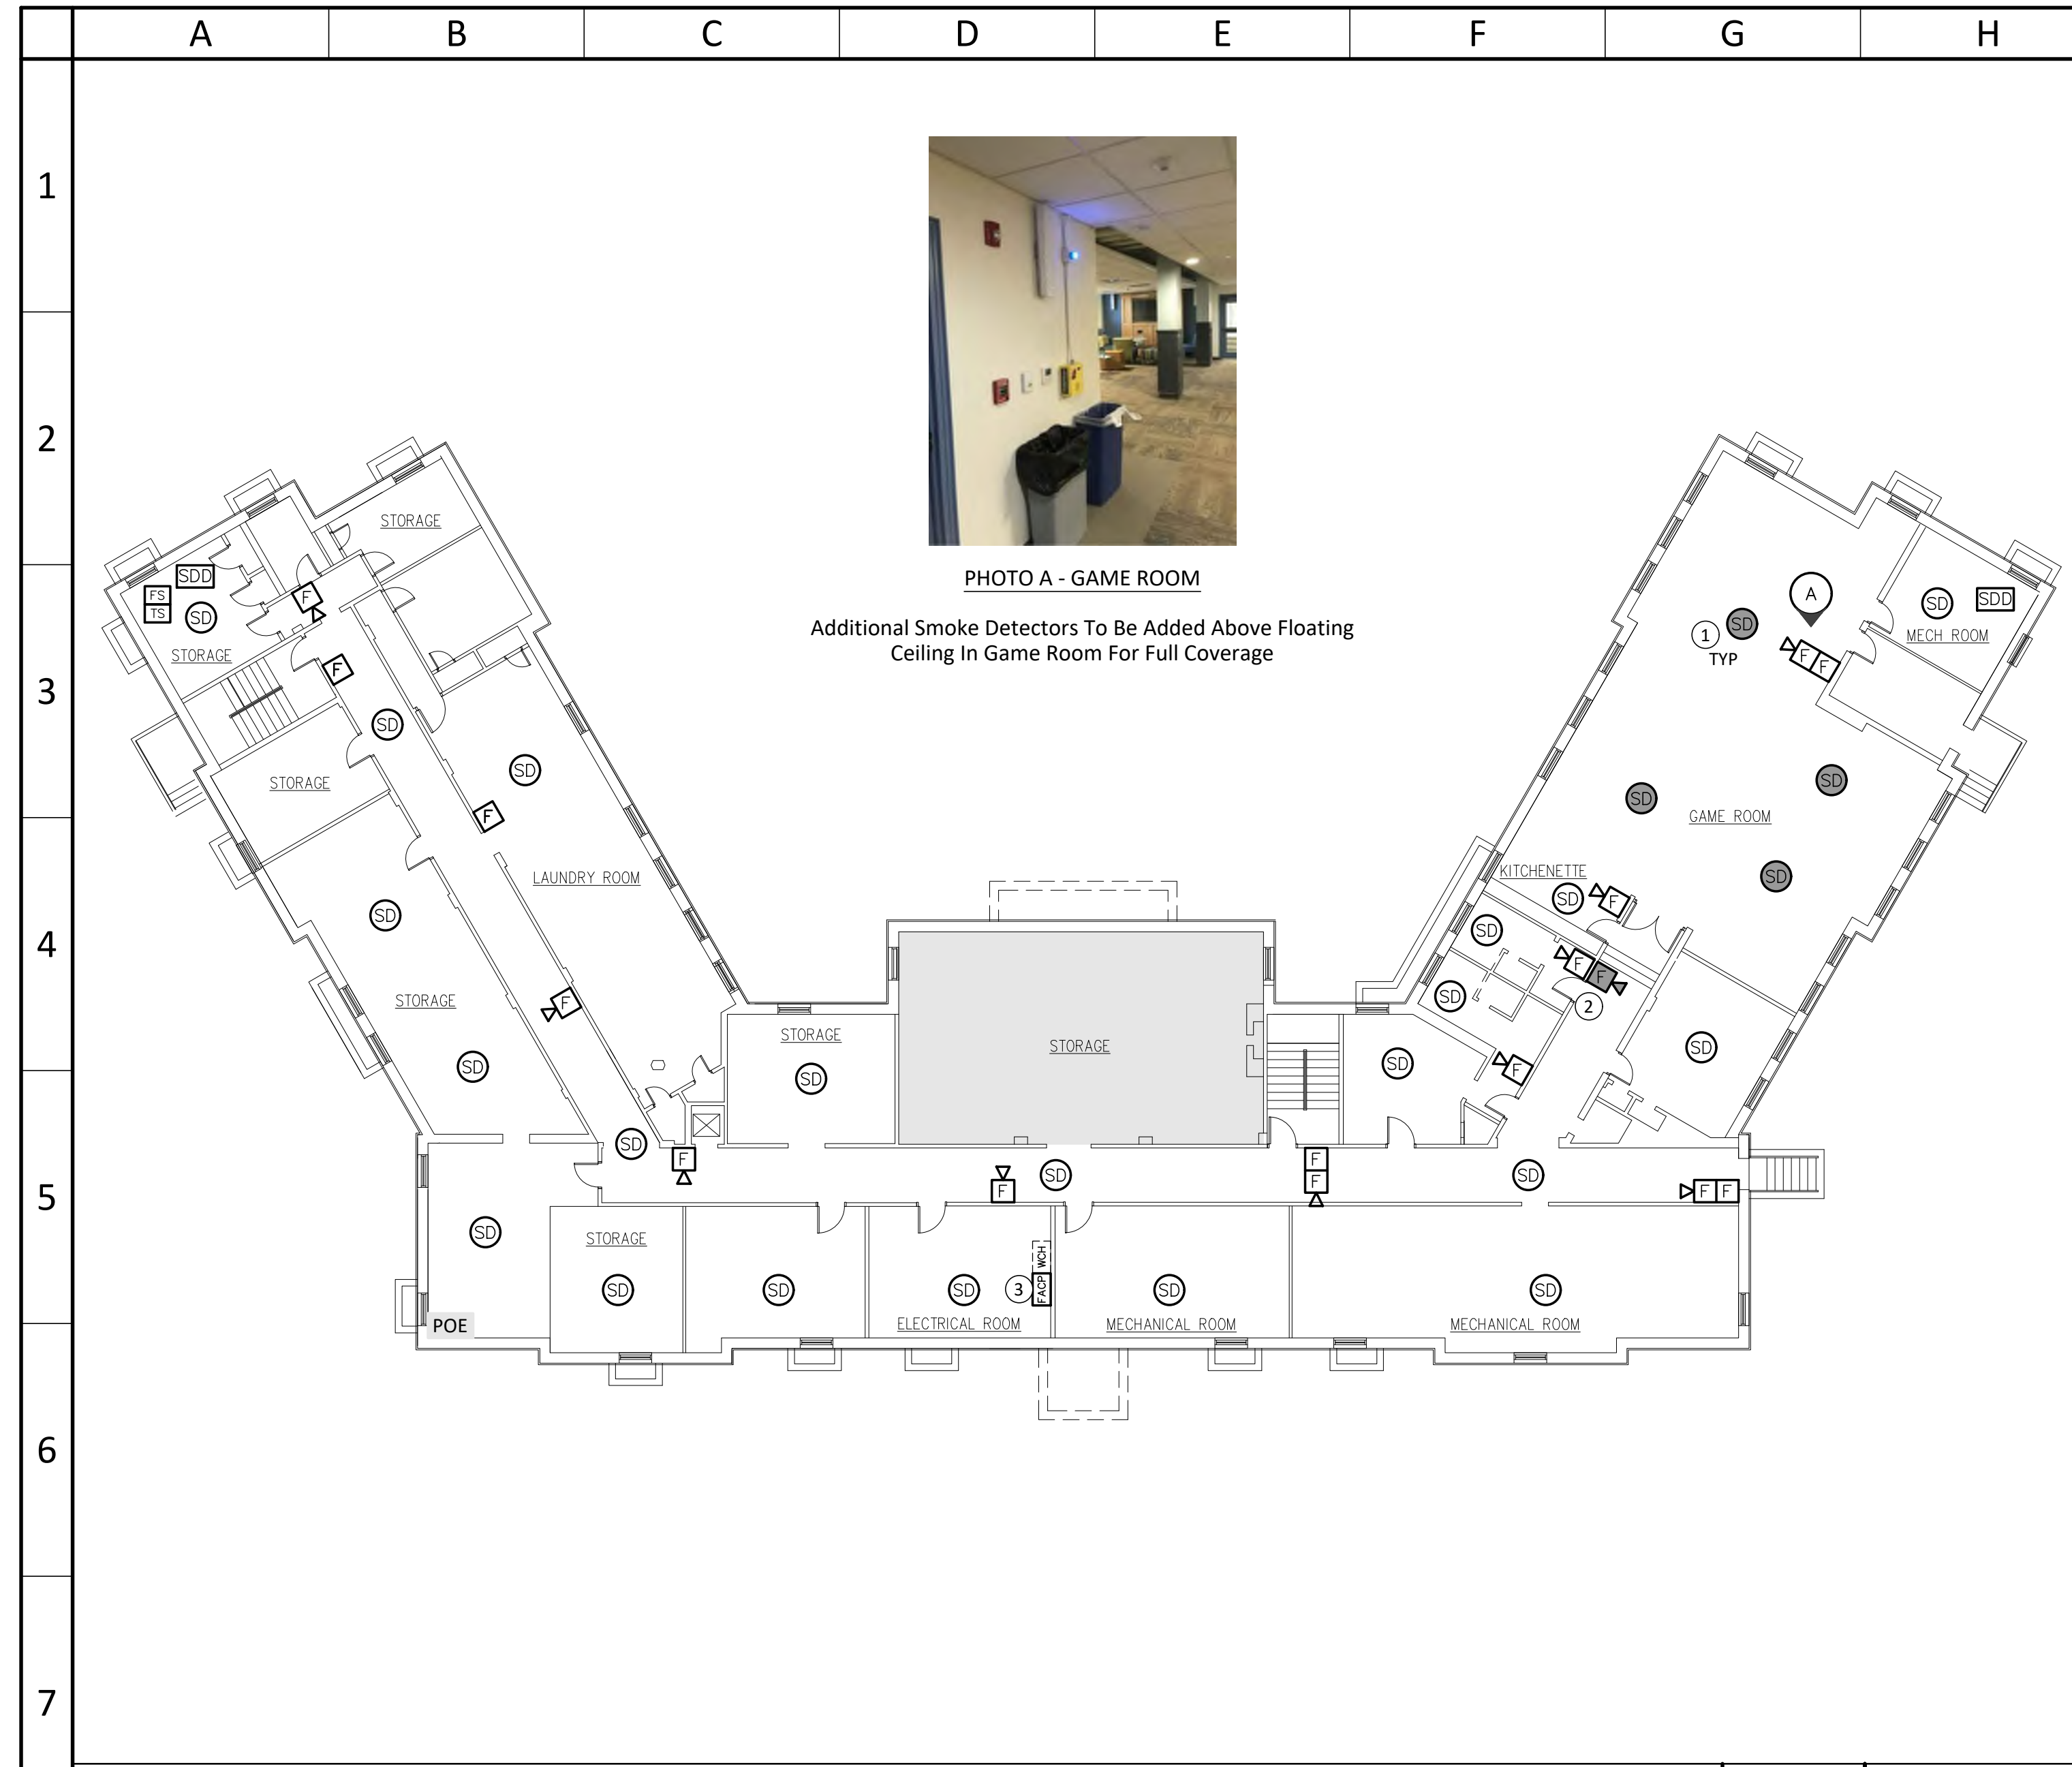 A B C D E F G H
1
2
3
4
5
6
7
PHOTO A - GAME ROOM
Additional Smoke Detectors To Be Added Above Floating
Ceiling In Game Room For Full Coverage
STORAGE
SDD
FS
TS
SD
F
STORAGE
F
SD
STORAGE
SD
F
LAUNDRY ROOM
SD
STORAGE
F
SD
STORAGE
SD
STORAGE
A
SD
SDD
MECH ROOM
1
SD
TYP
F F
SD
SD
GAME ROOM
SD
KITCHENETTE
SD
F
SD
F F
2
SD
SD
SD
F
SD
F
F
SD
F
F
SD
F F
SD
STORAGE
SD
SD
SD
3
FACP WCH
SD
SD
POE
ELECTRICAL ROOM
MECHANICAL ROOM
MECHANICAL ROOM